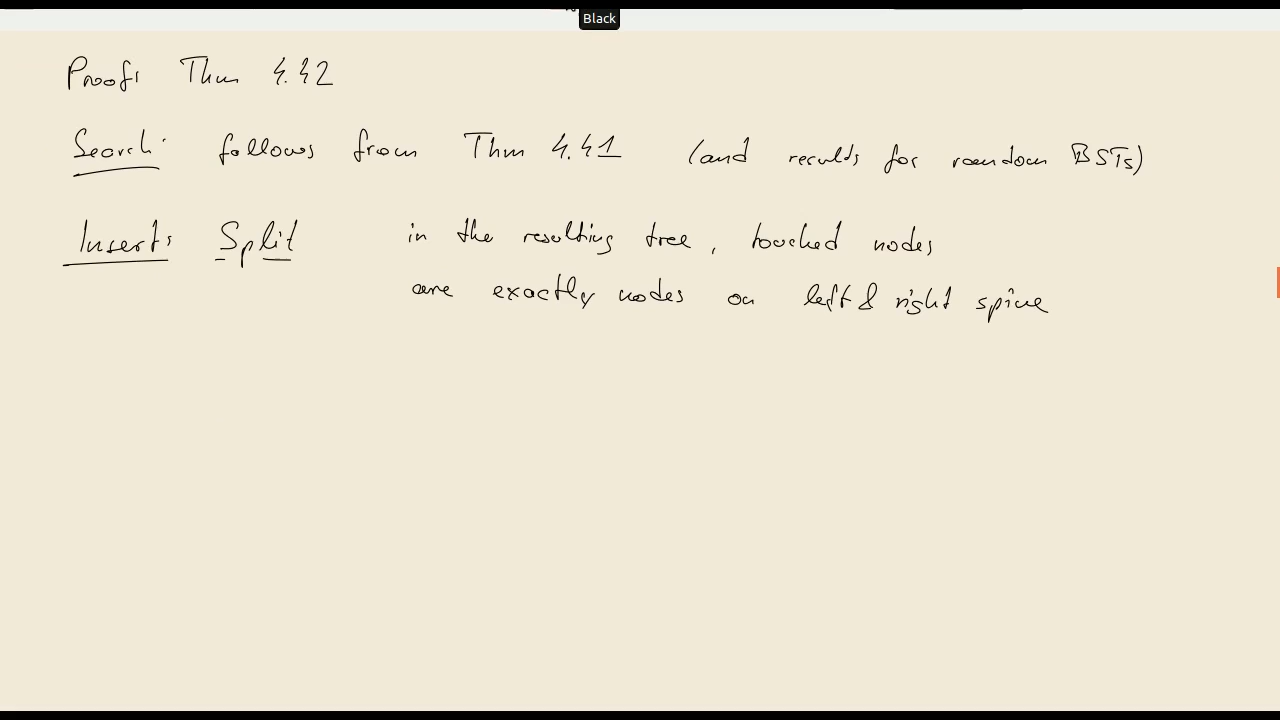 Black
Proof: Thm 4.42
Search: follows from Thm 4.41 (and results for random BSTs)
Insert: Split in the resulting tree, touched nodes
are exactly nodes on left & right spine